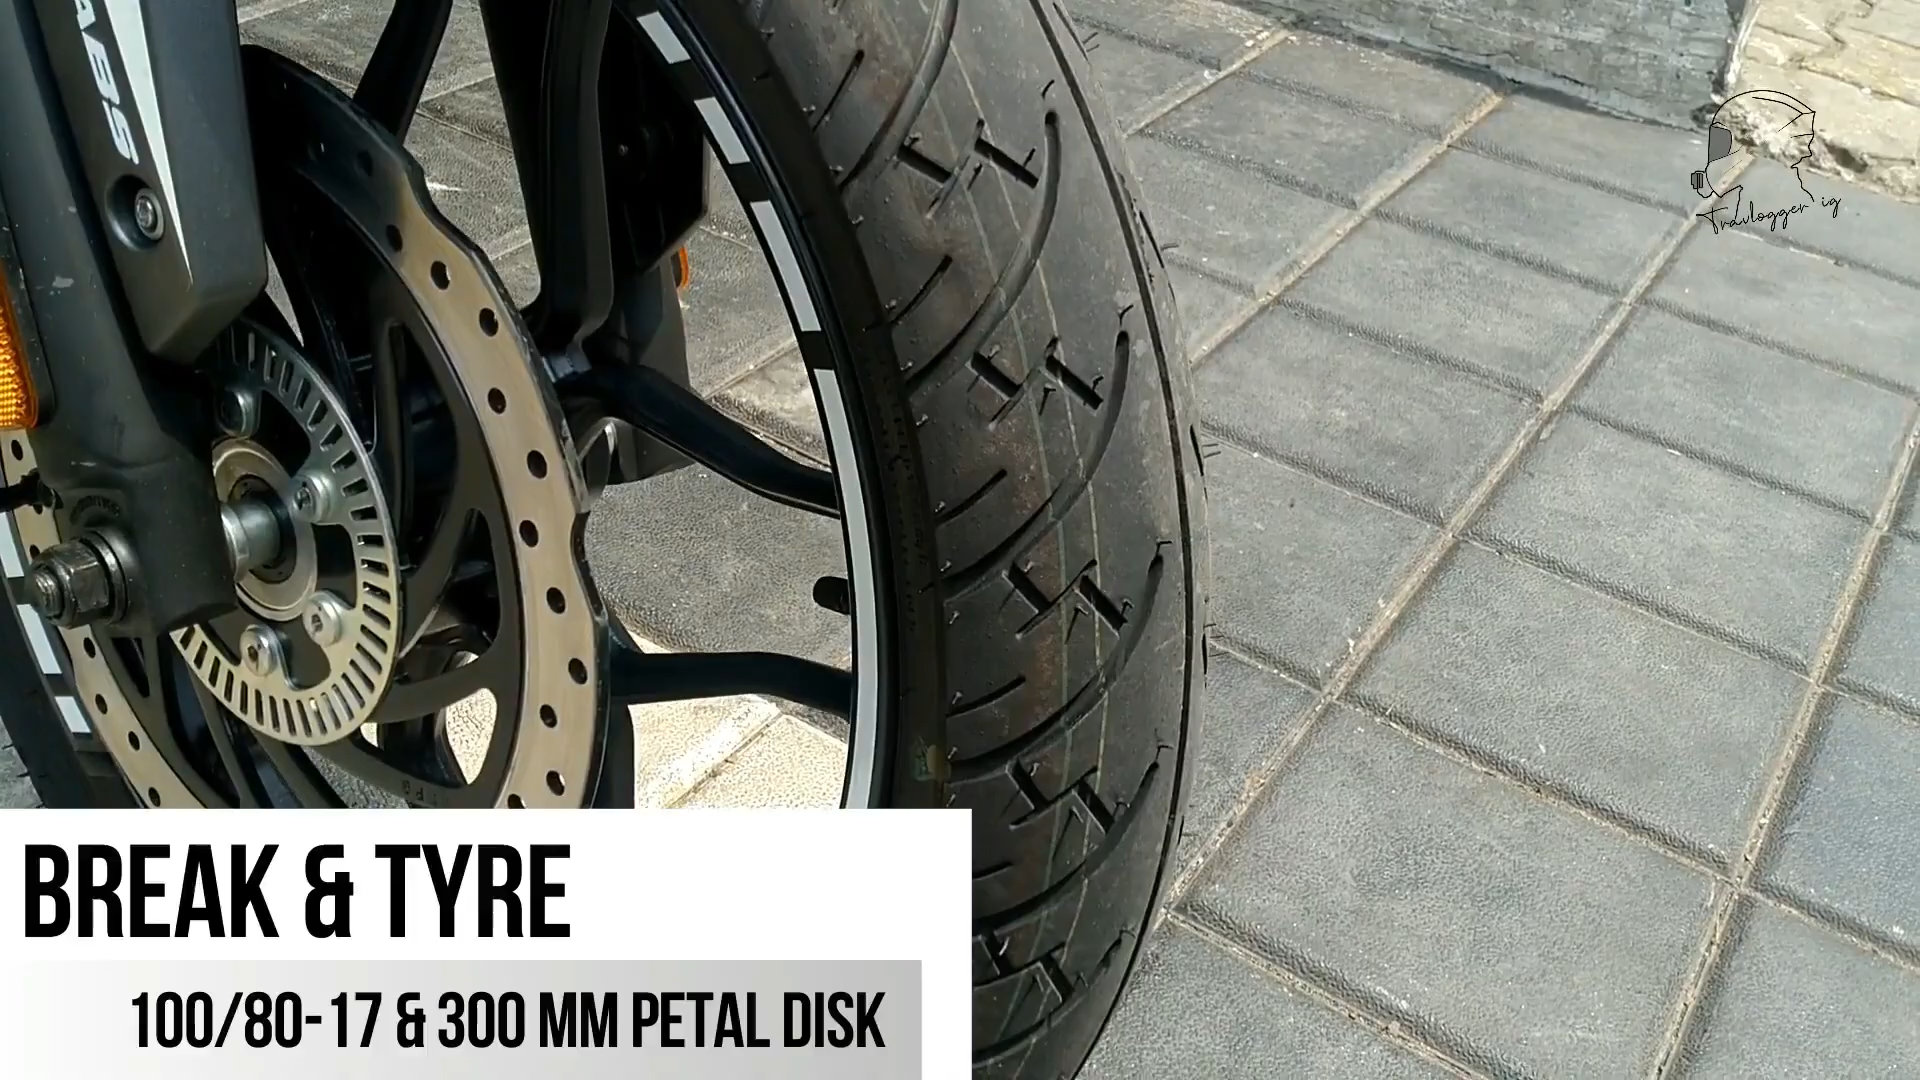 ABS
Travlogger ig
BREAK & TYRE
100/80-17 & 300 MM PETAL DISK